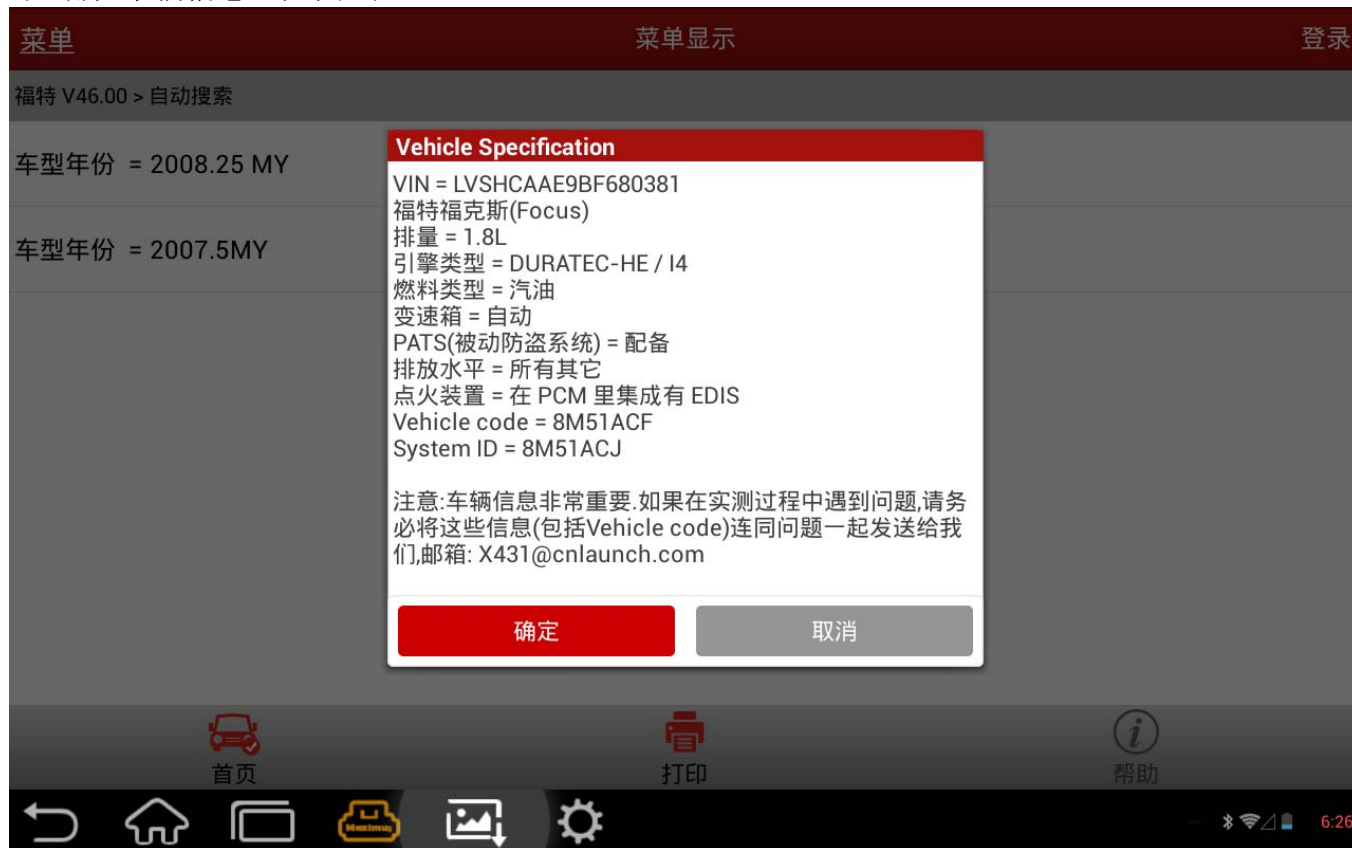 菜单
菜单显示
登录
福特 V46.00 > 自动搜索
车型年份 = 2008.25 MY
车型年份 = 2007.5MY
Vehicle Specification
VIN = LVSHCAAE9BF680381
福特福克斯(Focus)
排量 = 1.8L
引擎类型 = DURATEC-HE / I4
燃料类型 = 汽油
变速箱 = 自动
PATS(被动防盗系统) = 配备
排放水平 = 所有其它
点火装置 = 在 PCM 里集成有 EDIS
Vehicle code = 8M51ACF
System ID = 8M51ACJ
注意:车辆信息非常重要.如果在实测过程中遇到问题,请务
必将这些信息(包括Vehicle code)连同问题一起发送给我
们,邮箱: X431@cnlaunch.com
确定
取消
首页
打印
帮助
6:26